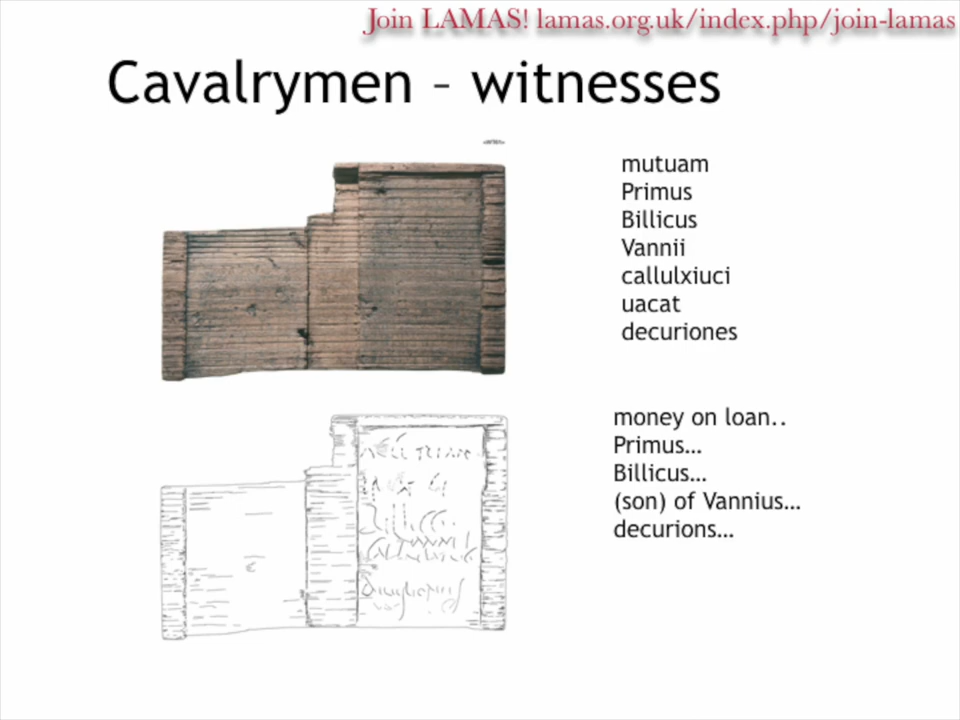 Join LAMAS! lamas.org.uk/index.php/join-lamas
Cavalrymen – witnesses
mutuam
Primus
Billicus
Vannii
callulxiuci
uacat
decuriones
money on loan..
Primus…
Billicus…
(son) of Vannius…
decurions…